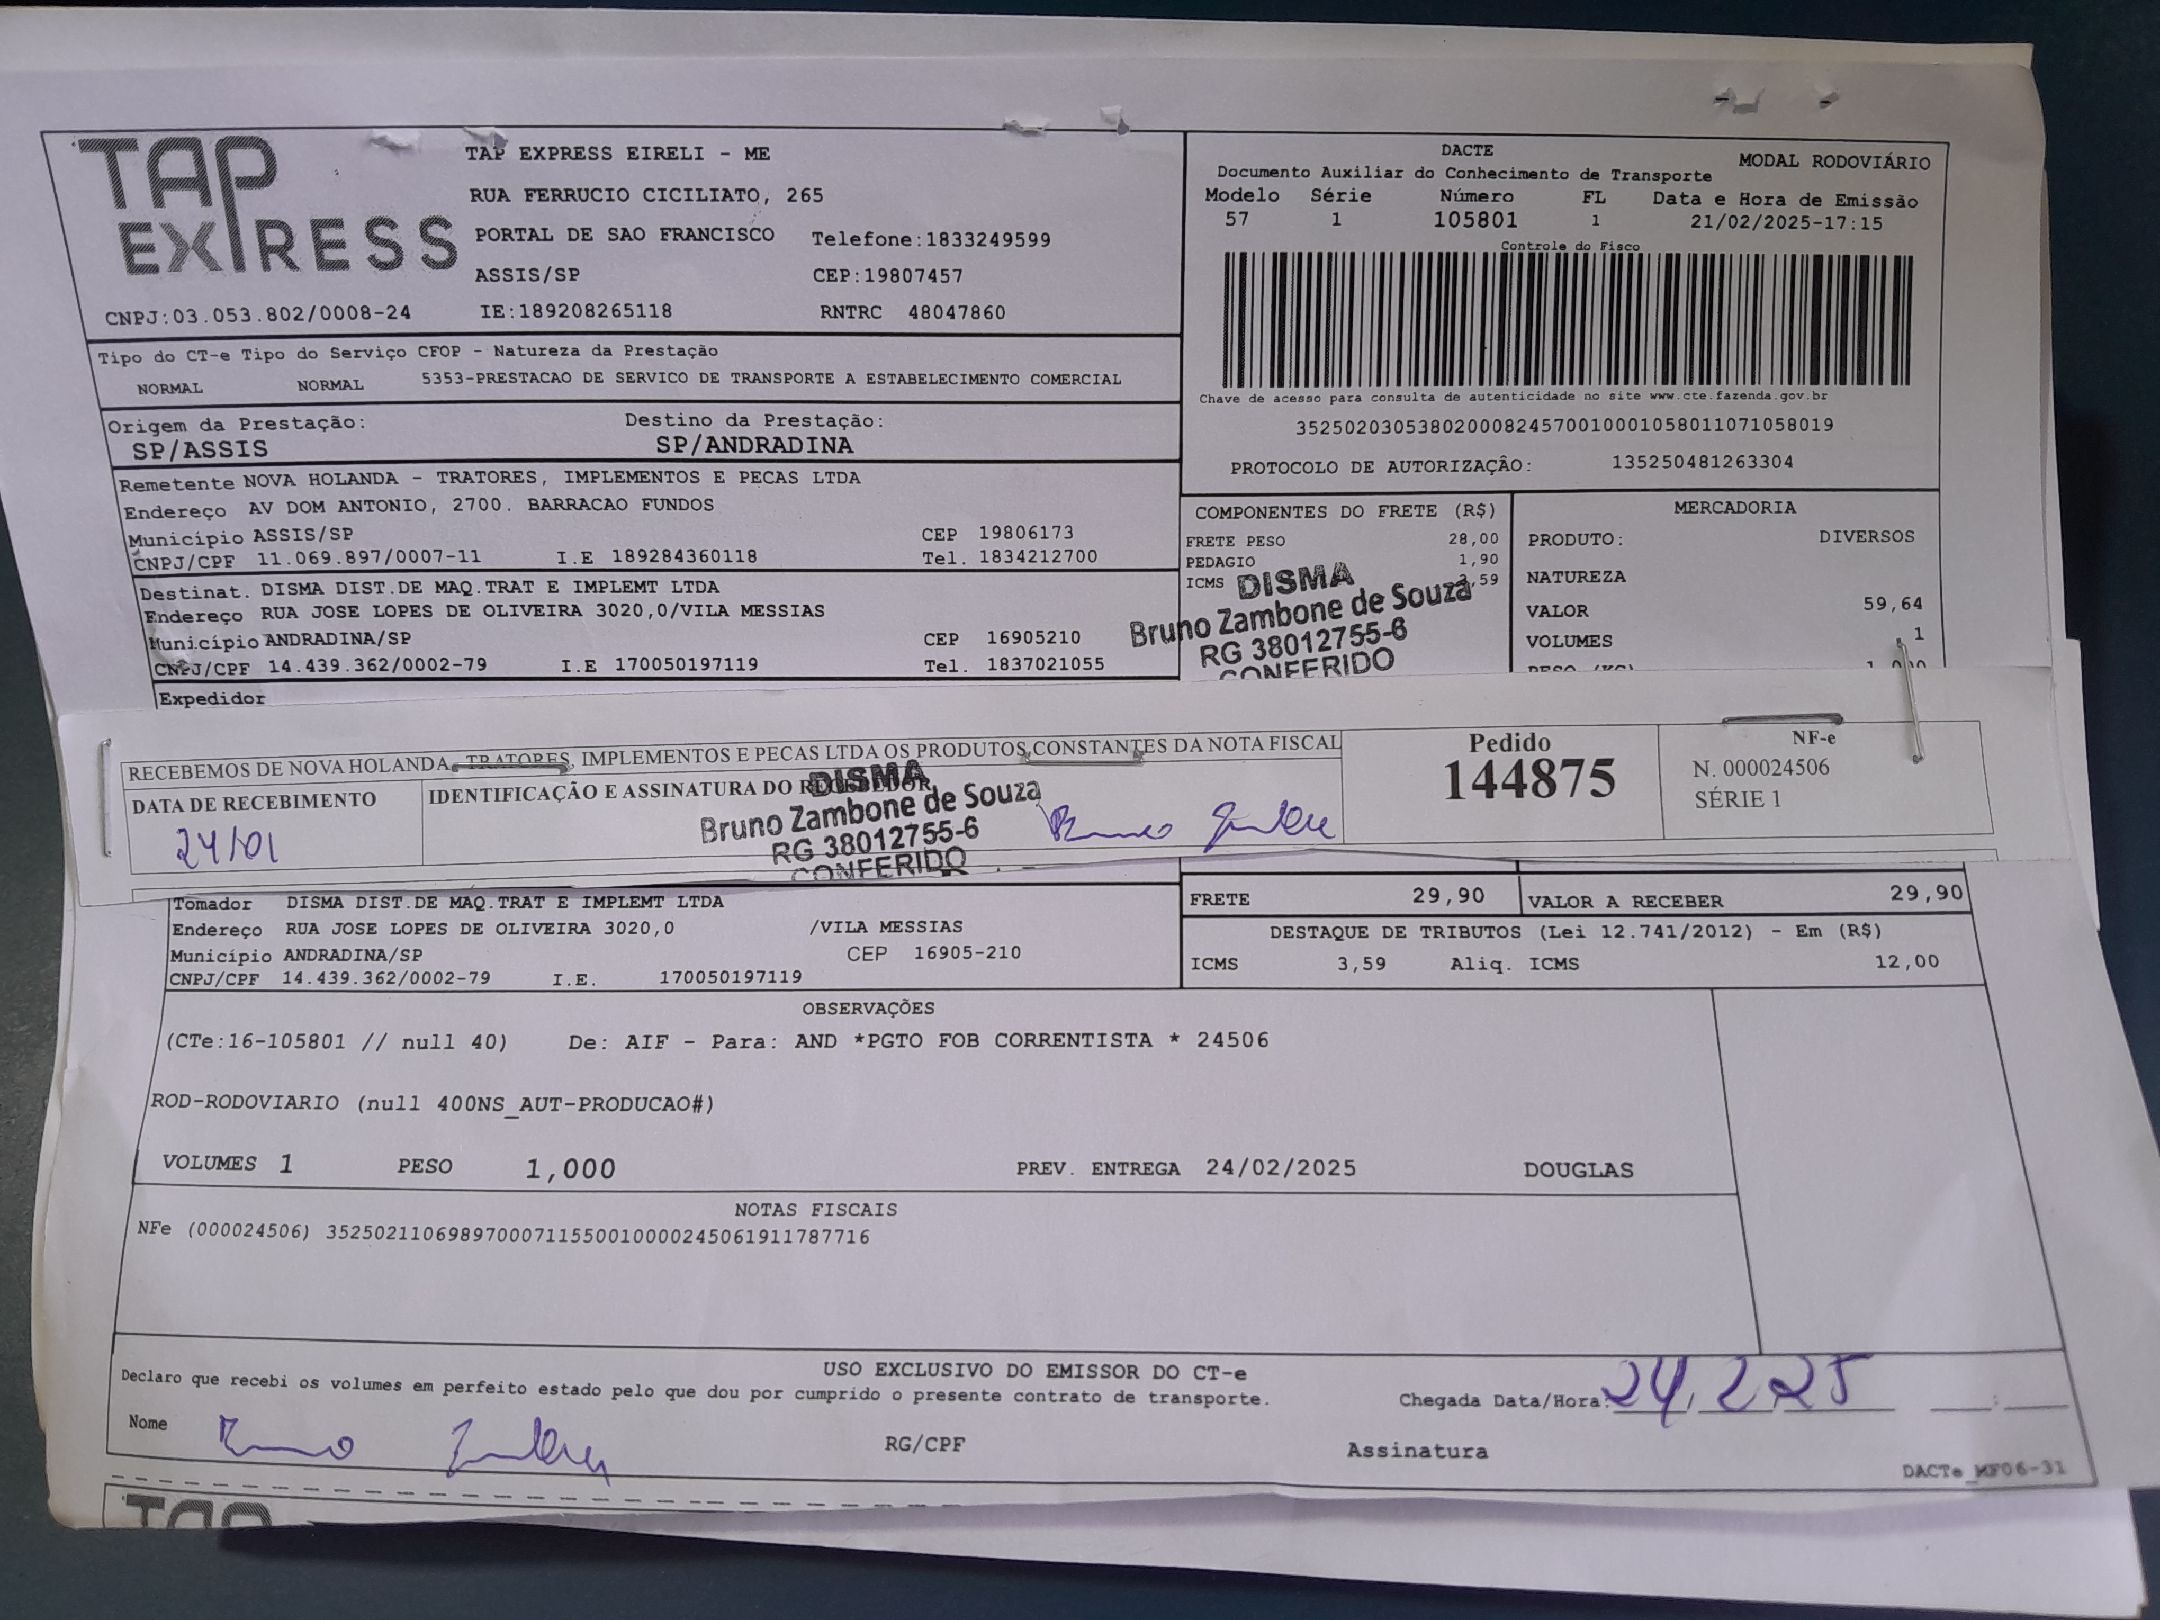 TAP EXPRESS
TAP EXPRESS EIRELI - ME
RUA FERRUCIO CICILIATO, 265
PORTAL DE SAO FRANCISCO Telefone:1833249599
ASSIS/SP CEP:19807457
CNPJ:03.053.802/0008-24 IE:189208265118 RNTRC 48047860
DACTE MODAL RODOVIÁRIO
Documento Auxiliar do Conhecimento de Transporte
Modelo Série Número FL Data e Hora de Emissão
57 1 105801 1 21/02/2025-17:15
Controle do Fisco
Chave de acesso para consulta de autenticidade no site www.cte.fazenda.gov.br
35250203053802000824570010001058011071058019
PROTOCOLO DE AUTORIZAÇÃO: 135250481263304
Tipo do CT-e Tipo do Serviço CFOP - Natureza da Prestação
NORMAL NORMAL 5353-PRESTACAO DE SERVICO DE TRANSPORTE A ESTABELECIMENTO COMERCIAL
Origem da Prestação: Destino da Prestação:
SP/ASSIS SP/ANDRADINA
Remetente NOVA HOLANDA - TRATORES, IMPLEMENTOS E PECAS LTDA
Endereço AV DOM ANTONIO, 2700. BARRACAO FUNDOS
Município ASSIS/SP CEP 19806173
CNPJ/CPF 11.069.897/0007-11 I.E 189284360118 Tel. 1834212700
Destinat. DISMA DIST.DE MAQ.TRAT E IMPLEMT LTDA
Endereço RUA JOSE LOPES DE OLIVEIRA 3020,0/VILA MESSIAS
Município ANDRADINA/SP CEP 16905210
CNPJ/CPF 14.439.362/0002-79 I.E 170050197119 Tel. 1837021055
Expedidor
COMPONENTES DO FRETE (R$)
FRETE PESO 28,00
PEDAGIO 1,90
ICMS ,59
DISMA
Bruno Zambone de Souza
RG 38012755-6
CONFERIDO
MERCADORIA
PRODUTO: DIVERSOS
NATUREZA
VALOR 59,64
VOLUMES 1
RECEBEMOS DE NOVA HOLANDA TRATORES, IMPLEMENTOS E PECAS LTDA OS PRODUTOS CONSTANTES DA NOTA FISCAL
DATA DE RECEBIMENTO IDENTIFICAÇÃO E ASSINATURA DO RECEBEDOR
24/01
DISMA
Bruno Zambone de Souza
RG 38012755-6
CONFERIDO
Pedido
144875
NF-e
N. 000024506
SÉRIE 1
Tomador DISMA DIST.DE MAQ.TRAT E IMPLEMT LTDA
Endereço RUA JOSE LOPES DE OLIVEIRA 3020,0 /VILA MESSIAS
Município ANDRADINA/SP CEP 16905-210
CNPJ/CPF 14.439.362/0002-79 I.E. 170050197119
FRETE 29,90 VALOR A RECEBER 29,90
DESTAQUE DE TRIBUTOS (Lei 12.741/2012) - Em (R$)
ICMS 3,59 Aliq. ICMS 12,00
OBSERVAÇÕES
(CTe:16-105801 // null 40) De: AIF - Para: AND *PGTO FOB CORRENTISTA * 24506
ROD-RODOVIARIO (null 400NS_AUT-PRODUCAO#)
VOLUMES 1 PESO 1,000 PREV. ENTREGA 24/02/2025 DOUGLAS
NOTAS FISCAIS
NFe (000024506) 35250211069897000711550010000245061911787716
USO EXCLUSIVO DO EMISSOR DO CT-e
Declaro que recebi os volumes em perfeito estado pelo que dou por cumprido o presente contrato de transporte.
Chegada Data/Hora: 24,2 25
Nome RG/CPF Assinatura
DACTe_MF06-31
TAP